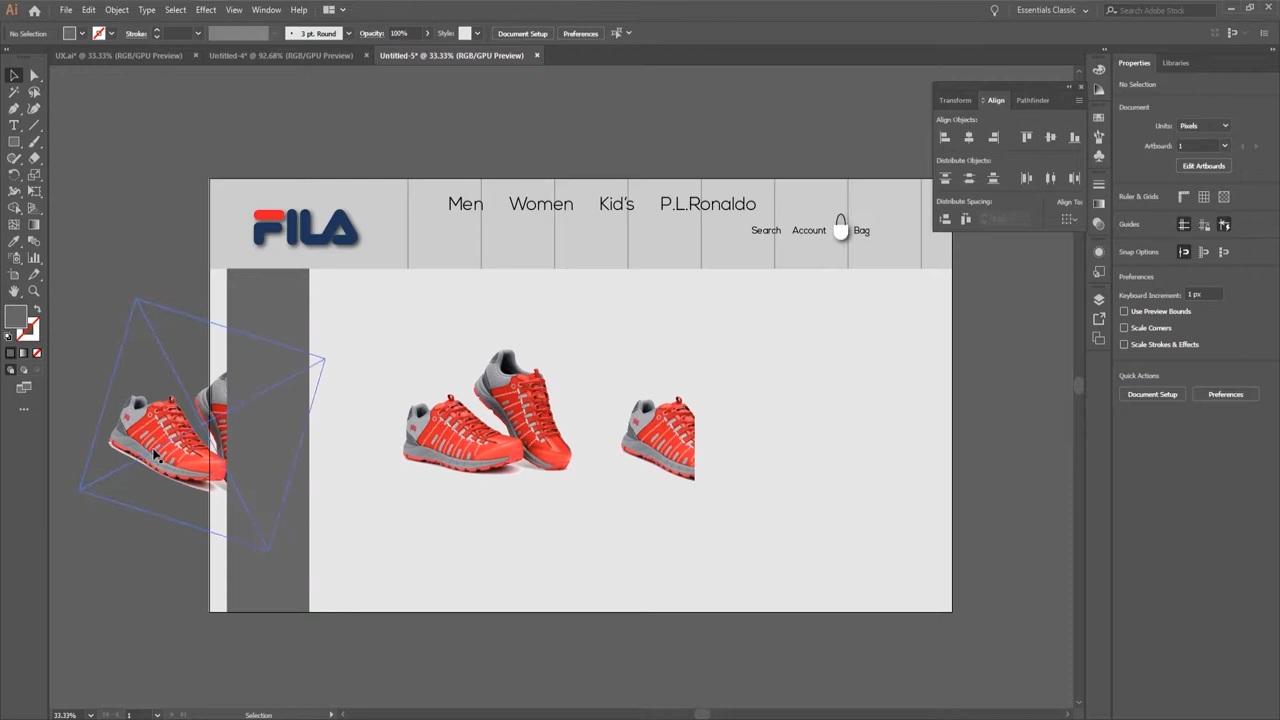 Ai File Edit Object Type Select Effect View Window Help Essentials Classic Search Adobe Stock
No Selection Stroke: 3 pt. Round Opacity: 100% Style: Document Setup Preferences
UX.ai* @ 33.33% (RGB/GPU Preview) × Untitled-4* @ 92.68% (RGB/GPU Preview) × Untitled-5* @ 33.33% (RGB/GPU Preview) ×
Properties Libraries
No Selection
Document
Units: Pixels
Artboard: 1
Edit Artboards
Ruler & Grids
Guides
Snap Options
Preferences
Keyboard Increment: 1 px
Use Preview Bounds
Scale Corners
Scale Strokes & Effects
Quick Actions
Document Setup Preferences
Transform Align Pathfinder
Align Objects:
Distribute Objects:
Distribute Spacing: Align To:
FILA
Men Women Kid's P.L.Ronaldo
Search Account Bag
33.33% 1 Selection